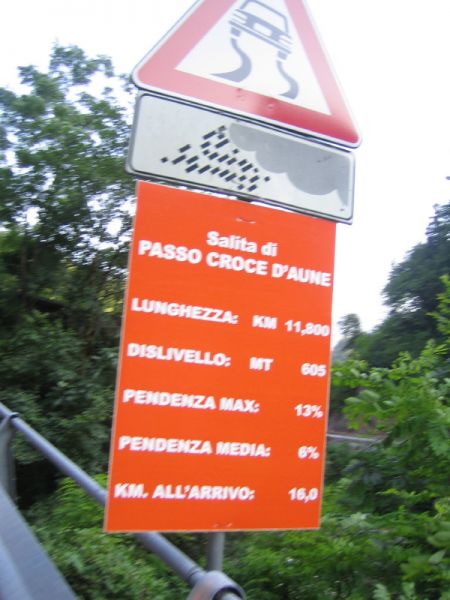 Salita di
PASSO CROCE D'AUNE
LUNGHEZZA: KM 11,800
DISLIVELLO: MT 605
PENDENZA MAX: 13%
PENDENZA MEDIA: 6%
KM. ALL'ARRIVO: 16,0